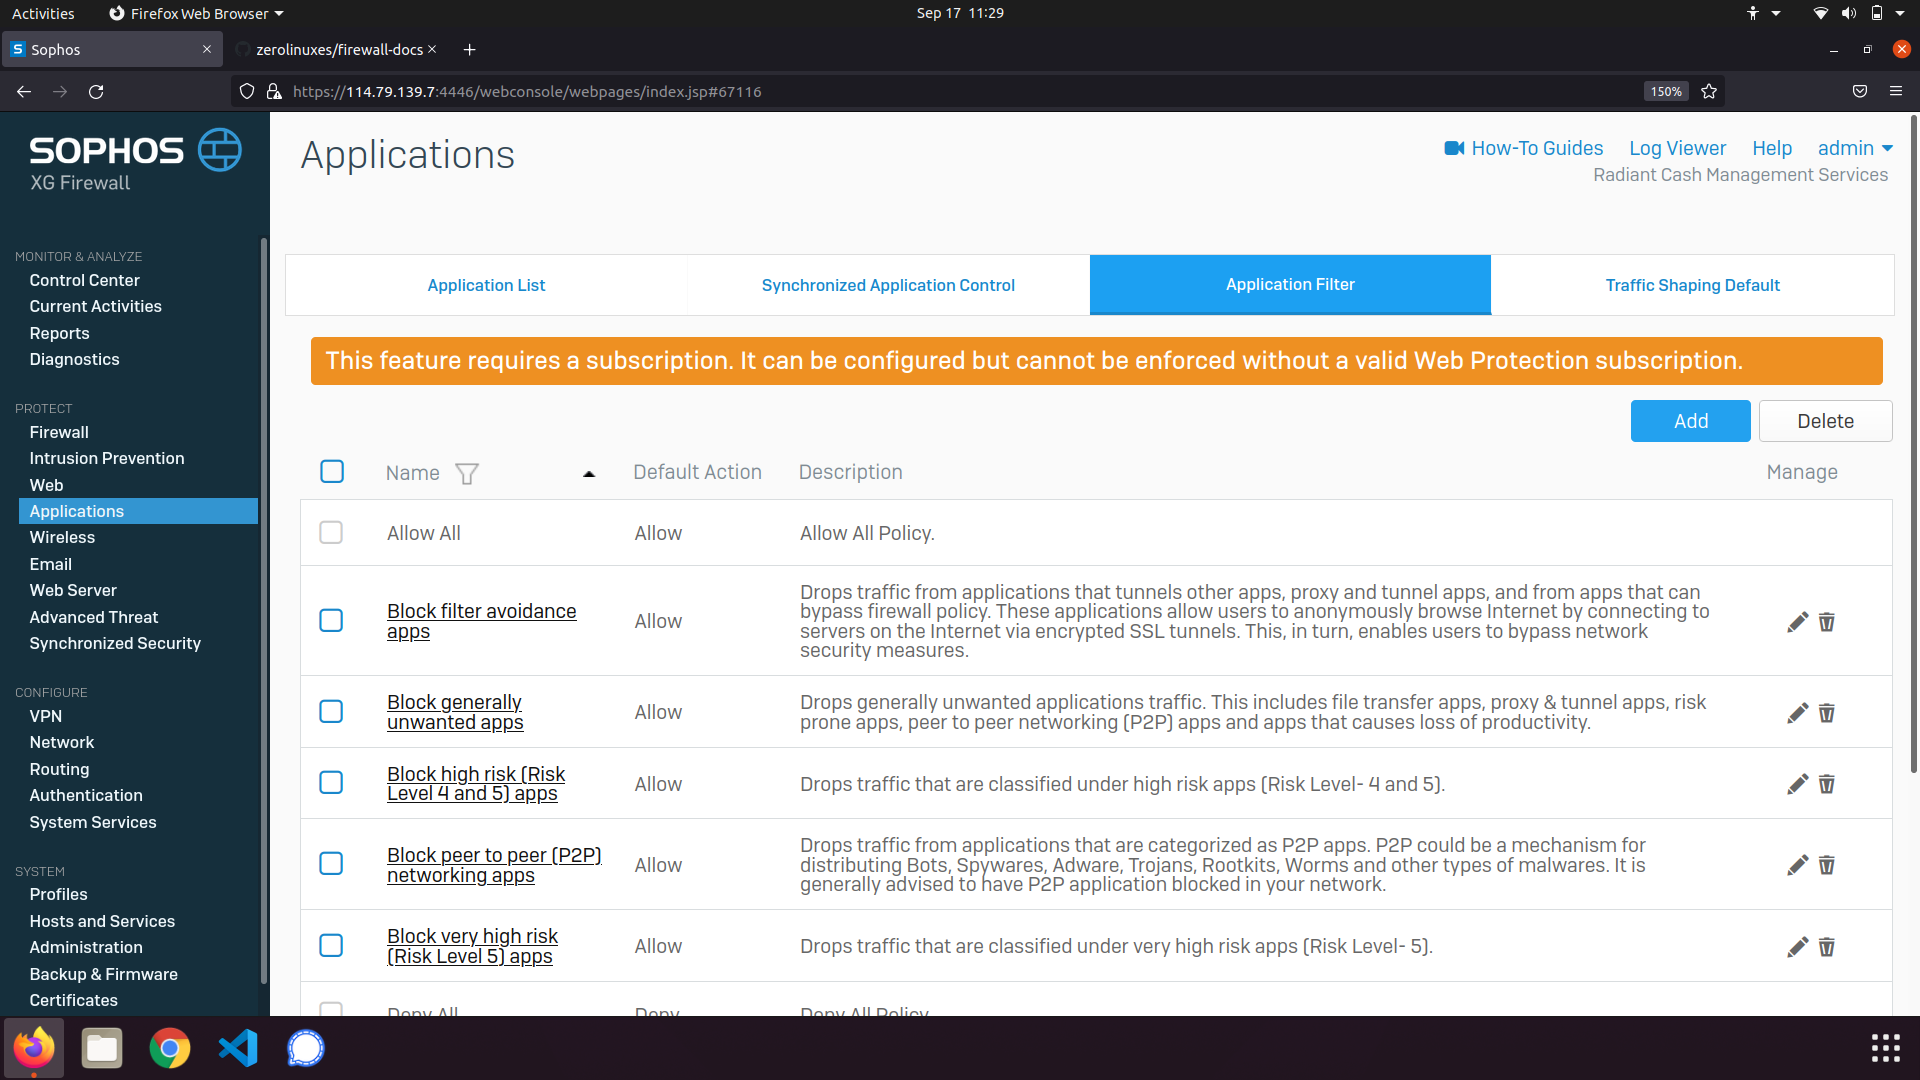 Activities
Firefox Web Browser
Sep 17 11:29
Sophos
zerolinuxes/firewall-docs
https://114.79.139.7:4446/webconsole/webpages/index.jsp#67116
150%
SOPHOS
XG Firewall
MONITOR & ANALYZE
Control Center
Current Activities
Reports
Diagnostics
PROTECT
Firewall
Intrusion Prevention
Web
Applications
Wireless
Email
Web Server
Advanced Threat
Synchronized Security
CONFIGURE
VPN
Network
Routing
Authentication
System Services
SYSTEM
Profiles
Hosts and Services
Administration
Backup & Firmware
Certificates
Applications
How-To Guides
Log Viewer
Help
admin
Radiant Cash Management Services
Application List
Synchronized Application Control
Application Filter
Traffic Shaping Default
This feature requires a subscription. It can be configured but cannot be enforced without a valid Web Protection subscription.
Add
Delete
Name
Default Action
Description
Manage
Allow All
Allow
Allow All Policy.
Block filter avoidance
apps
Allow
Drops traffic from applications that tunnels other apps, proxy and tunnel apps, and from apps that can
bypass firewall policy. These applications allow users to anonymously browse Internet by connecting to
servers on the Internet via encrypted SSL tunnels. This, in turn, enables users to bypass network
security measures.
Block generally
unwanted apps
Allow
Drops generally unwanted applications traffic. This includes file transfer apps, proxy & tunnel apps, risk
prone apps, peer to peer networking (P2P) apps and apps that causes loss of productivity.
Block high risk (Risk
Level 4 and 5) apps
Allow
Drops traffic that are classified under high risk apps (Risk Level- 4 and 5).
Block peer to peer (P2P)
networking apps
Allow
Drops traffic from applications that are categorized as P2P apps. P2P could be a mechanism for
distributing Bots, Spywares, Adware, Trojans, Rootkits, Worms and other types of malwares. It is
generally advised to have P2P application blocked in your network.
Block very high risk
(Risk Level 5) apps
Allow
Drops traffic that are classified under very high risk apps (Risk Level- 5).
Deny All
Deny
Deny All Policy